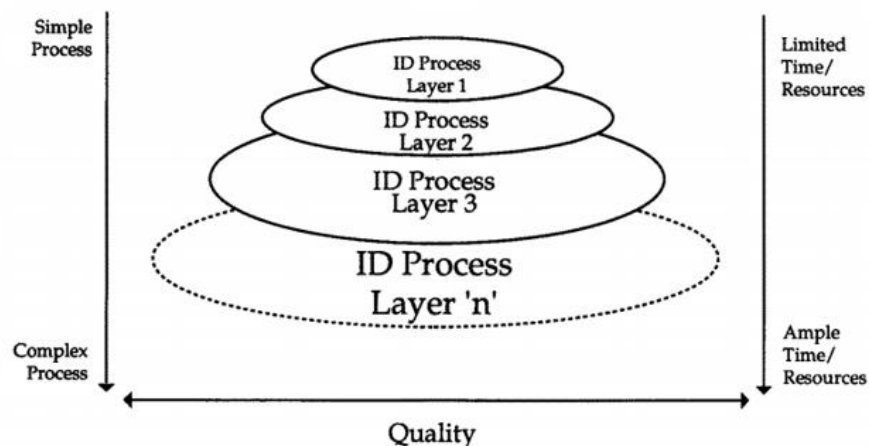 Simple
Process
Limited
Time/
Resources
ID Process
Layer 1
ID Process
Layer 2
ID Process
Layer 3
ID Process
Layer 'n'
Complex
Process
Ample
Time/
Resources
Quality